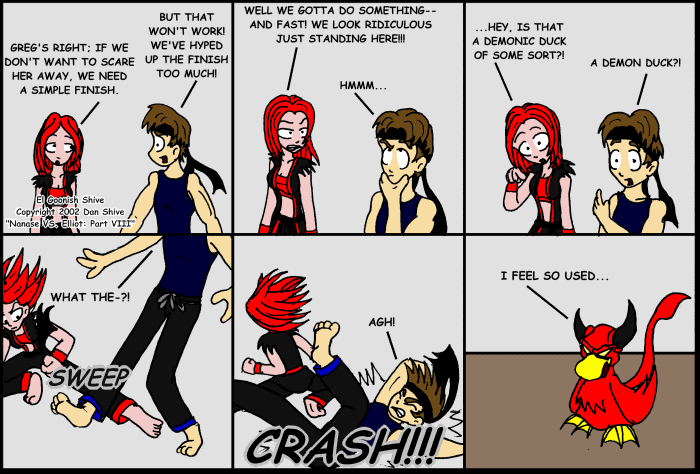 GREG'S RIGHT; IF WE
DON'T WANT TO SCARE
HER AWAY, WE NEED
A SIMPLE FINISH.
BUT THAT
WON'T WORK!
WE'VE HYPED
UP THE FINISH
TOO MUCH!
El Goonish Shive
Copyright 2002 Dan Shive
"Nanase VS. Elliot: Part VIII"
WELL WE GOTTA DO SOMETHING--
AND FAST! WE LOOK RIDICULOUS
JUST STANDING HERE!!!
HMMM...
...HEY, IS THAT
A DEMONIC DUCK
OF SOME SORT?!
A DEMON DUCK?!
WHAT THE-?!
SWEEP
AGH!
CRASH!!!
I FEEL SO USED...